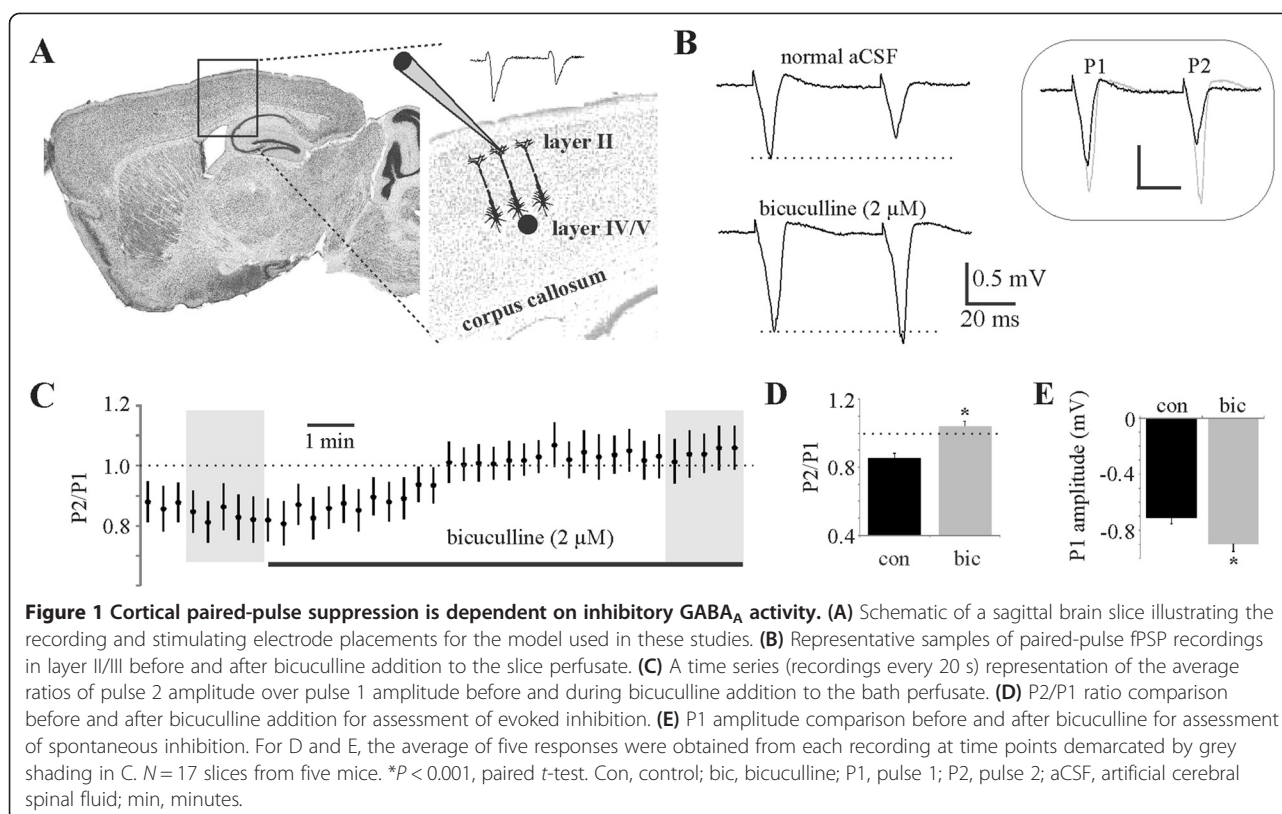 A
layer II
layer IV/V
corpus callosum
B
normal aCSF
bicuculline (2 μM)
0.5 mV
20 ms
P1
P2
C
1.2
1.0
0.8
P2/P1
1 min
bicuculline (2 μM)
D
1.2
1.0
0.8
0.6
0.4
P2/P1
*
con
bic
E
con
bic
0
-0.4
-0.8
P1 amplitude (mV)
*
Figure 1 Cortical paired-pulse suppression is dependent on inhibitory GABA_A activity. (A) Schematic of a sagittal brain slice illustrating the
recording and stimulating electrode placements for the model used in these studies. (B) Representative samples of paired-pulse fPSP recordings
in layer II/III before and after bicuculline addition to the slice perfusate. (C) A time series (recordings every 20 s) representation of the average
ratios of pulse 2 amplitude over pulse 1 amplitude before and during bicuculline addition to the bath perfusate. (D) P2/P1 ratio comparison
before and after bicuculline addition for assessment of evoked inhibition. (E) P1 amplitude comparison before and after bicuculline for assessment
of spontaneous inhibition. For D and E, the average of five responses were obtained from each recording at time points demarcated by grey
shading in C. N = 17 slices from five mice. *P < 0.001, paired t-test. Con, control; bic, bicuculline; P1, pulse 1; P2, pulse 2; aCSF, artificial cerebral
spinal fluid; min, minutes.